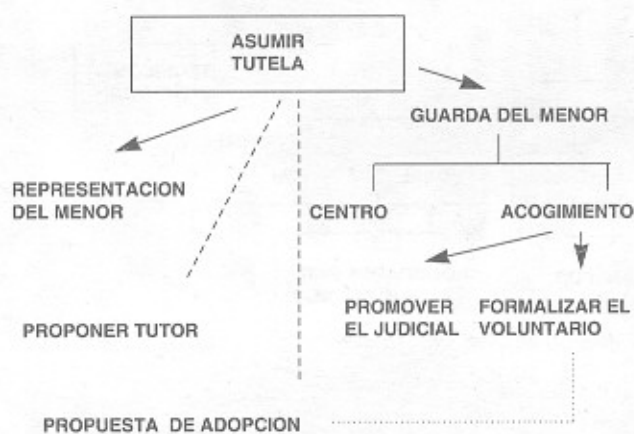 ASUMIR
TUTELA
GUARDA DEL MENOR
REPRESENTACION
DEL MENOR
CENTRO
ACOGIMIENTO
PROMOVER
EL JUDICIAL
FORMALIZAR EL
VOLUNTARIO
PROPONER TUTOR
PROPUESTA DE ADOPCION